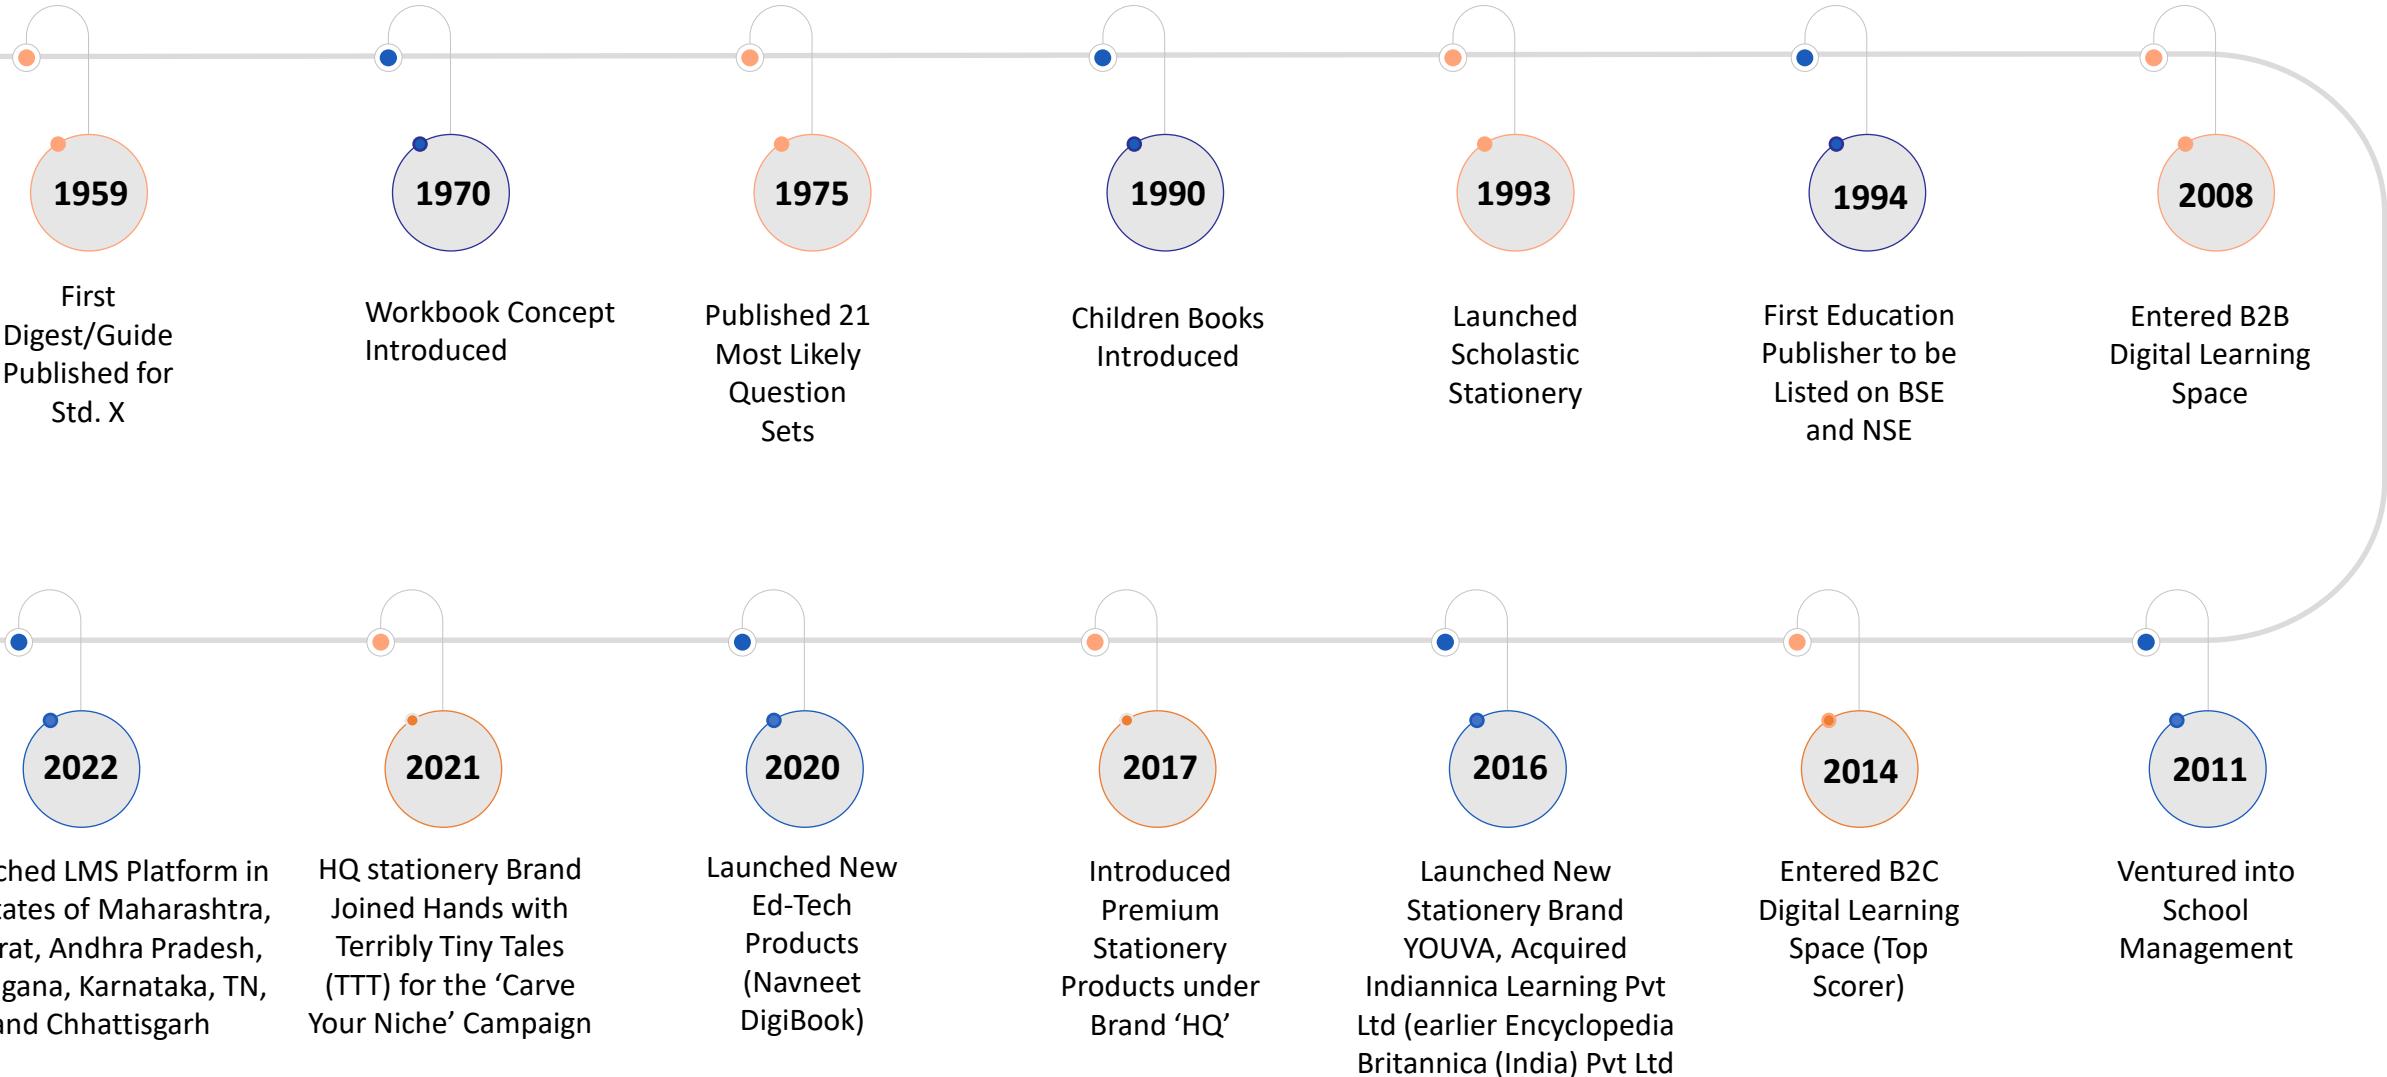 1959
First
Digest/Guide
Published for
Std. X
1970
Workbook Concept
Introduced
1975
Published 21
Most Likely
Question
Sets
1990
Children Books
Introduced
1993
Launched
Scholastic
Stationery
1994
First Education
Publisher to be
Listed on BSE
and NSE
2008
Entered B2B
Digital Learning
Space
2022
ched LMS Platform in
tates of Maharashtra,
rat, Andhra Pradesh,
gana, Karnataka, TN,
and Chhattisgarh
2021
HQ stationery Brand
Joined Hands with
Terribly Tiny Tales
(TTT) for the ‘Carve
Your Niche’ Campaign
2020
Launched New
Ed-Tech
Products
(Navneet
DigiBook)
2017
Introduced
Premium
Stationery
Products under
Brand ‘HQ’
2016
Launched New
Stationery Brand
YOUVA, Acquired
Indiannica Learning Pvt
Ltd (earlier Encyclopedia
Britannica (India) Pvt Ltd
2014
Entered B2C
Digital Learning
Space (Top
Scorer)
2011
Ventured into
School
Management